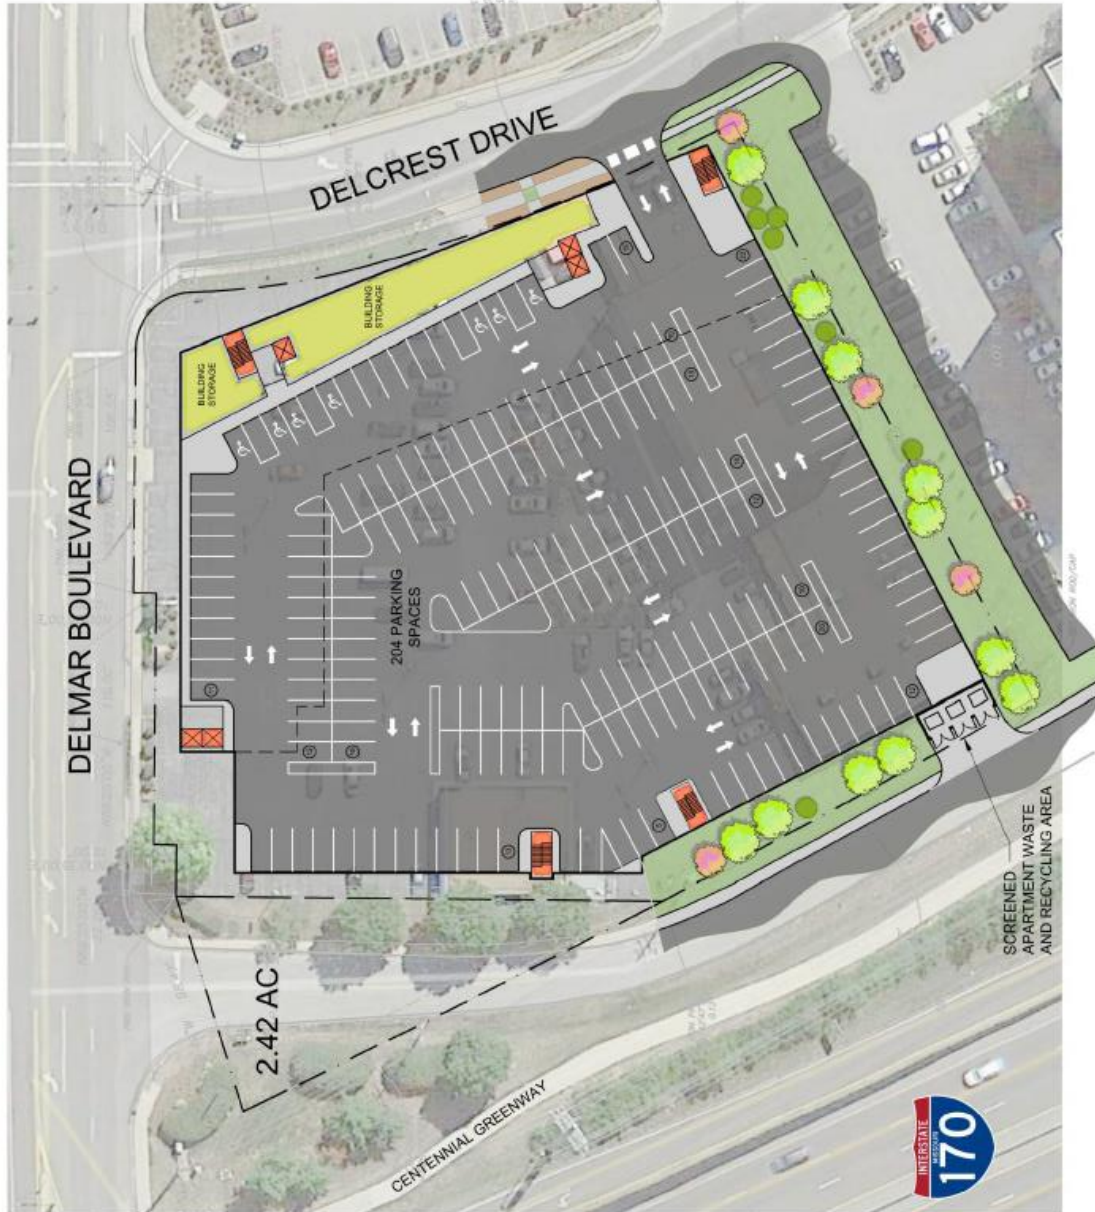 DELCREST DRIVE
DELMAR BOULEVARD
BUILDING
STORAGE
BUILDING
STORAGE
204 PARKING
SPACES
2.42 AC
CENTENNIAL GREENWAY
SCREENED
APARTMENT WASTE
AND RECYCLING AREA
INTERSTATE
MISSOURI
170